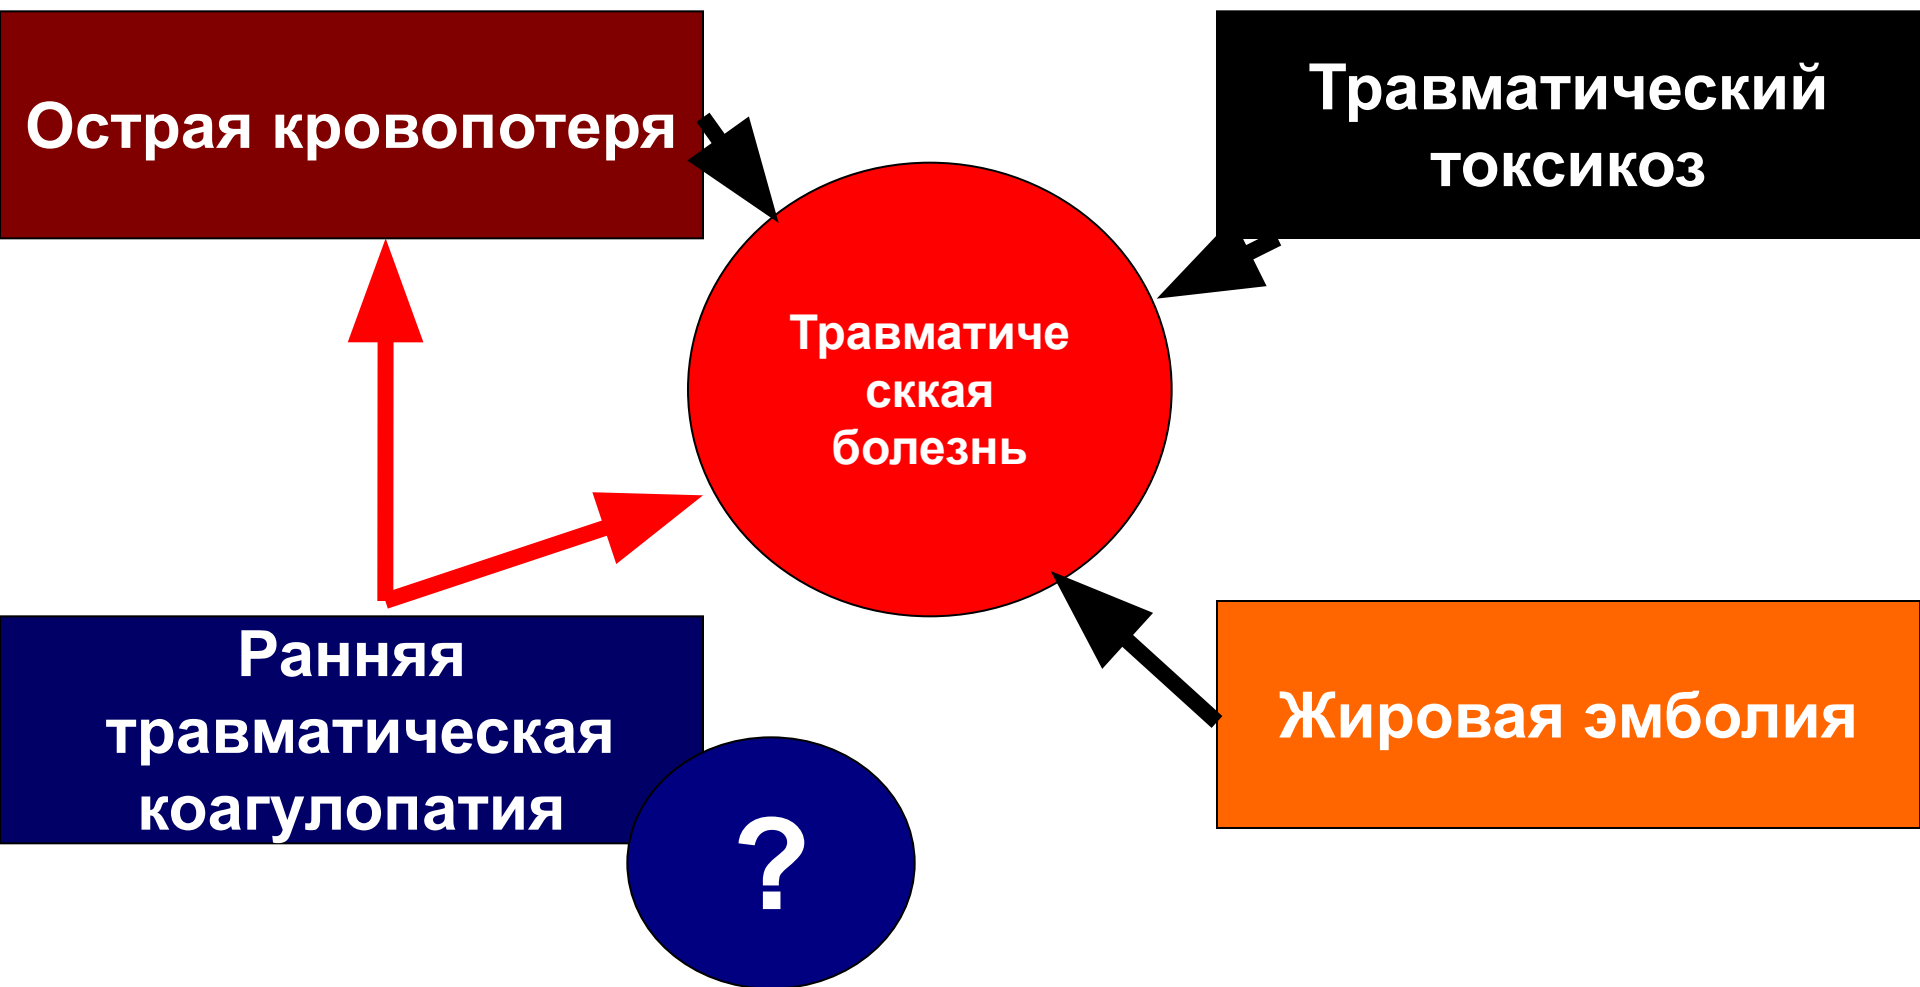 Острая кровопотеря
Травматический
токсикоз
Травматиче
сккая
болезнь
Ранняя
травматическая
коагулопатия
?
Жировая эмболия